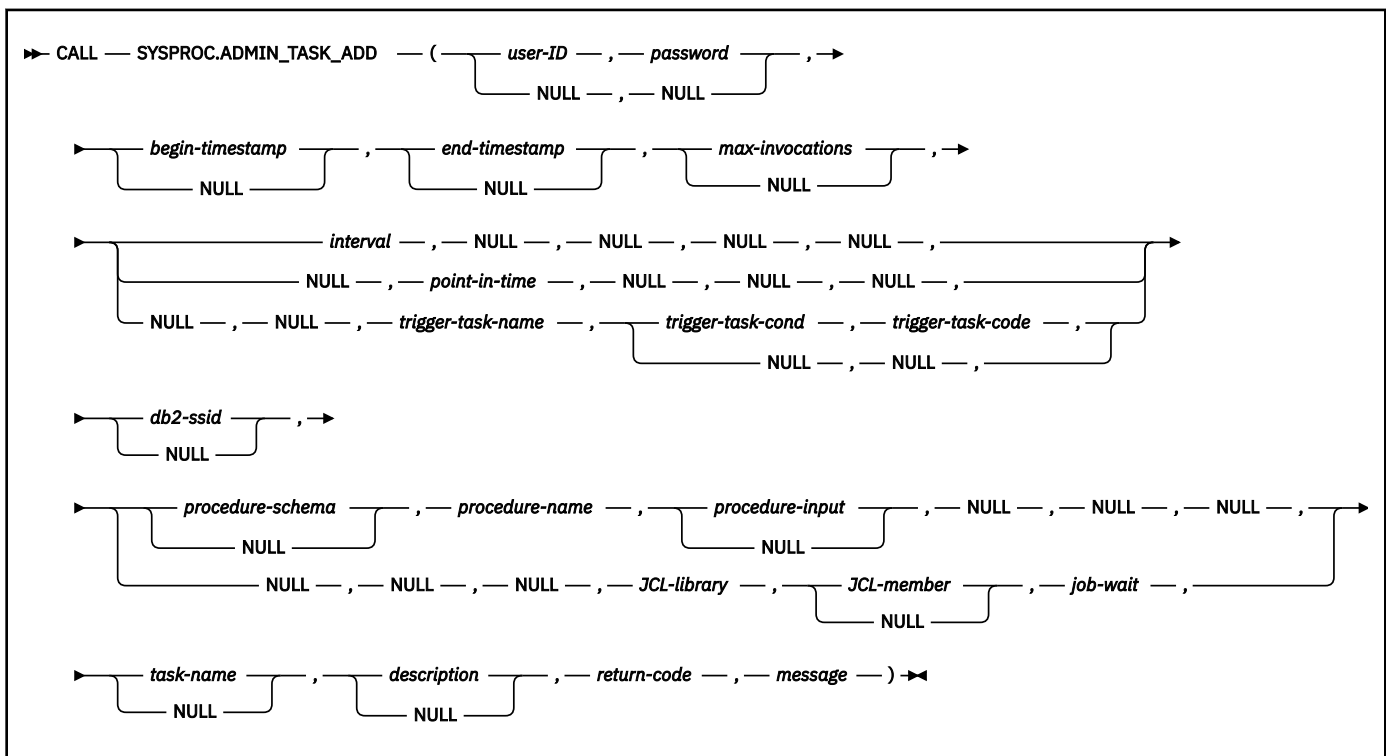 CALL SYSPROC.ADMIN_TASK_ADD ( user-ID , password ,
NULL , NULL
begin-timestamp , end-timestamp , max-invocations ,
NULL NULL NULL
interval , NULL , NULL , NULL , NULL ,
NULL , point-in-time , NULL , NULL , NULL ,
NULL , NULL , trigger-task-name , trigger-task-cond , trigger-task-code ,
NULL , NULL ,
db2-ssid ,
NULL
procedure-schema , procedure-name , procedure-input , NULL , NULL , NULL ,
NULL NULL
NULL , NULL , NULL , JCL-library , JCL-member , job-wait ,
NULL
task-name , description , return-code , message )
NULL NULL